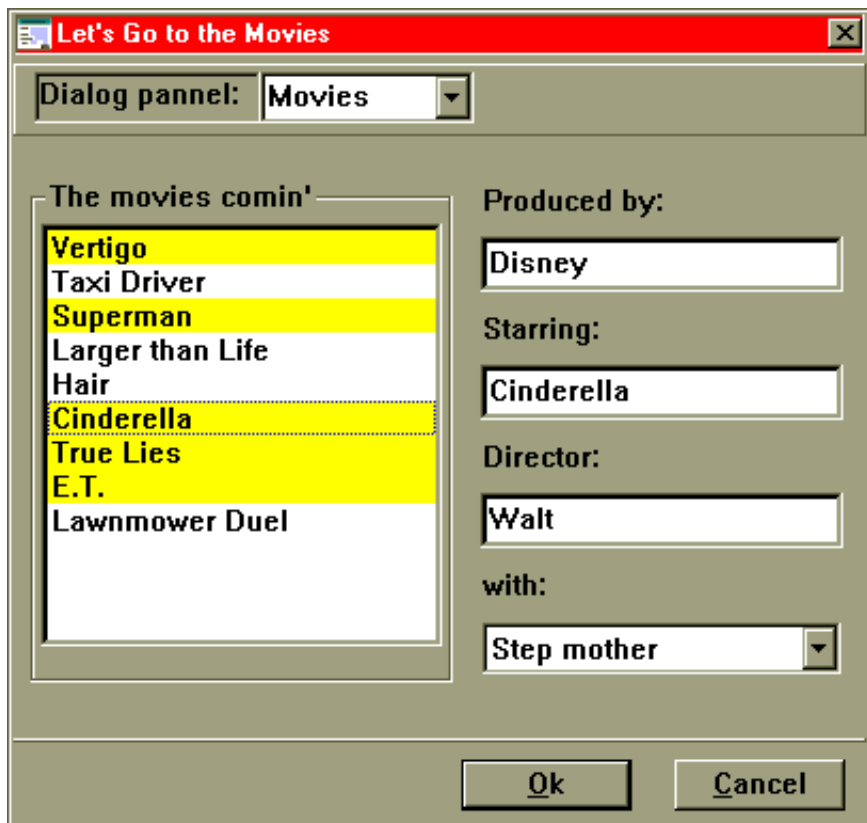 Let's Go to the Movies
Dialog pannel: Movies
The movies comin'
Vertigo
Taxi Driver
Superman
Larger than Life
Hair
Cinderella
True Lies
E.T.
Lawnmower Duel
Produced by:
Disney
Starring:
Cinderella
Director:
Walt
with:
Step mother
Ok Cancel